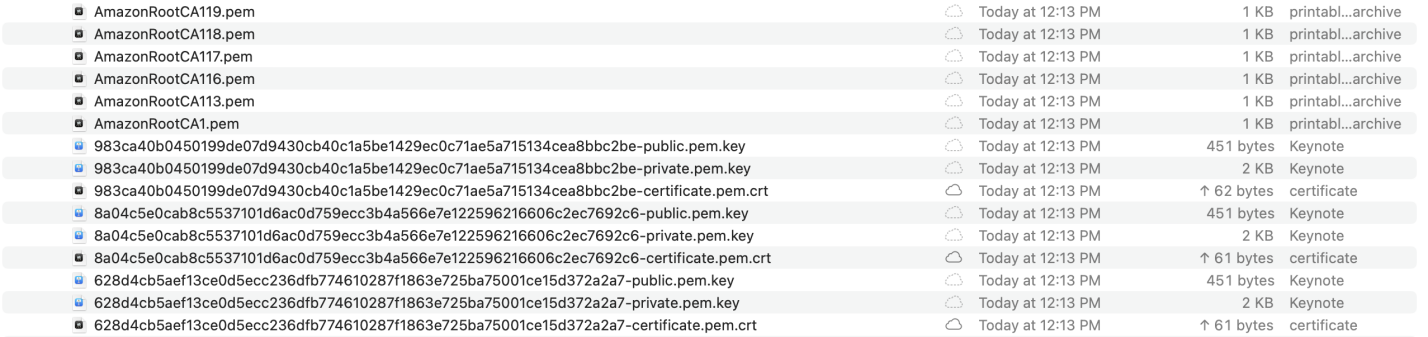 AmazonRootCA119.pem Today at 12:13 PM 1 KB printabl...archive
AmazonRootCA118.pem Today at 12:13 PM 1 KB printabl...archive
AmazonRootCA117.pem Today at 12:13 PM 1 KB printabl...archive
AmazonRootCA116.pem Today at 12:13 PM 1 KB printabl...archive
AmazonRootCA113.pem Today at 12:13 PM 1 KB printabl...archive
AmazonRootCA1.pem Today at 12:13 PM 1 KB printabl...archive
983ca40b0450199de07d9430cb40c1a5be1429ec0c71ae5a715134cea8bbc2be-public.pem.key Today at 12:13 PM 451 bytes Keynote
983ca40b0450199de07d9430cb40c1a5be1429ec0c71ae5a715134cea8bbc2be-private.pem.key Today at 12:13 PM 2 KB Keynote
983ca40b0450199de07d9430cb40c1a5be1429ec0c71ae5a715134cea8bbc2be-certificate.pem.crt Today at 12:13 PM ↑ 62 bytes certificate
8a04c5e0cab8c5537101d6ac0d759ecc3b4a566e7e122596216606c2ec7692c6-public.pem.key Today at 12:13 PM 451 bytes Keynote
8a04c5e0cab8c5537101d6ac0d759ecc3b4a566e7e122596216606c2ec7692c6-private.pem.key Today at 12:13 PM 2 KB Keynote
8a04c5e0cab8c5537101d6ac0d759ecc3b4a566e7e122596216606c2ec7692c6-certificate.pem.crt Today at 12:13 PM ↑ 61 bytes certificate
628d4cb5aef13ce0d5ecc236dfb774610287f1863e725ba75001ce15d372a2a7-public.pem.key Today at 12:13 PM 451 bytes Keynote
628d4cb5aef13ce0d5ecc236dfb774610287f1863e725ba75001ce15d372a2a7-private.pem.key Today at 12:13 PM 2 KB Keynote
628d4cb5aef13ce0d5ecc236dfb774610287f1863e725ba75001ce15d372a2a7-certificate.pem.crt Today at 12:13 PM ↑ 61 bytes certificate